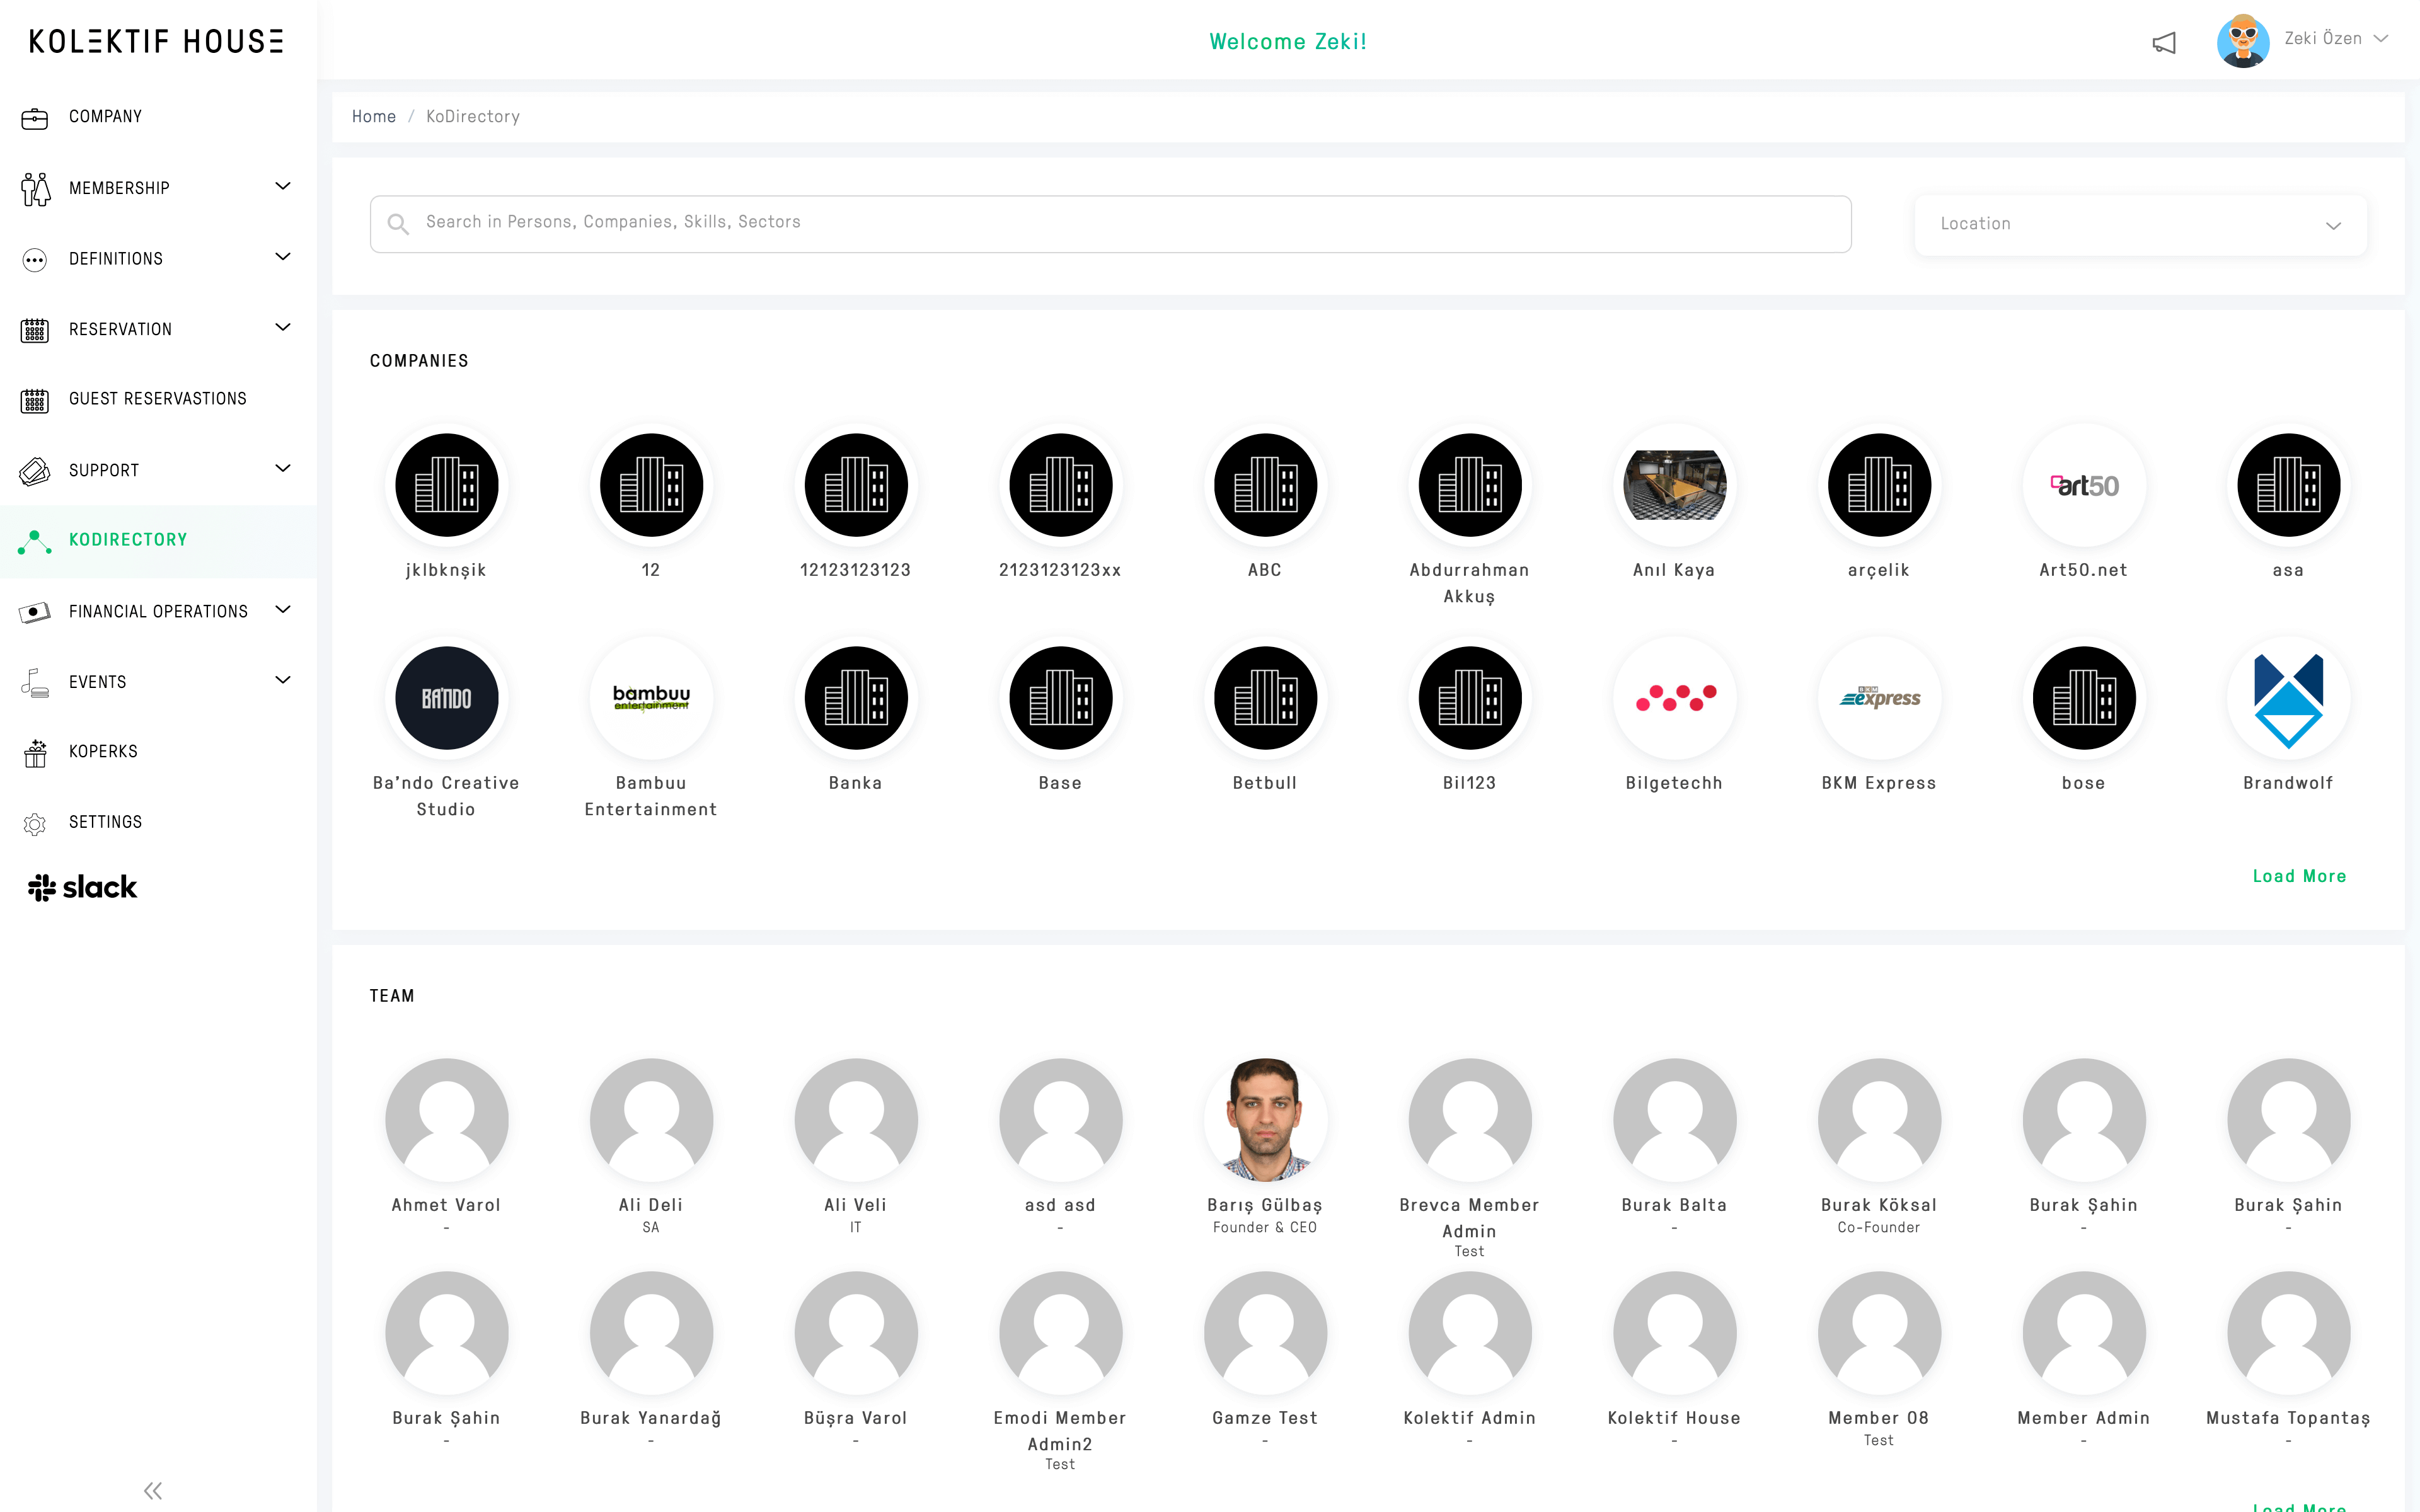 KOLEKTIF HOUSE
Welcome Zeki!
Zeki Özen
COMPANY
MEMBERSHIP
DEFINITIONS
RESERVATION
GUEST RESERVASTIONS
SUPPORT
KODIRECTORY
FINANCIAL OPERATIONS
EVENTS
KOPERKS
SETTINGS
slack
Home / KoDirectory
Search in Persons, Companies, Skills, Sectors
Location
COMPANIES
art50
jklbknşik
12
12123123123
2123123123xx
ABC
Abdurrahman
Akkuş
Anıl Kaya
arçelik
Art50.net
asa
BA'NDO
bambuu
entertainment
BKM
express
Ba'ndo Creative
Studio
Bambuu
Entertainment
Banka
Base
Betbull
Bil123
Bilgetechh
BKM Express
bose
Brandwolf
Load More
TEAM
Ahmet Varol
-
Ali Deli
SA
Ali Veli
IT
asd asd
-
Barış Gülbaş
Founder & CEO
Brevca Member
Admin
Test
Burak Balta
-
Burak Köksal
Co-Founder
Burak Şahin
-
Burak Şahin
-
Burak Şahin
-
Burak Yanardağ
-
Büşra Varol
-
Emodi Member
Admin2
Test
Gamze Test
-
Kolektif Admin
-
Kolektif House
-
Member 08
Test
Member Admin
-
Mustafa Topantaş
-
Load More